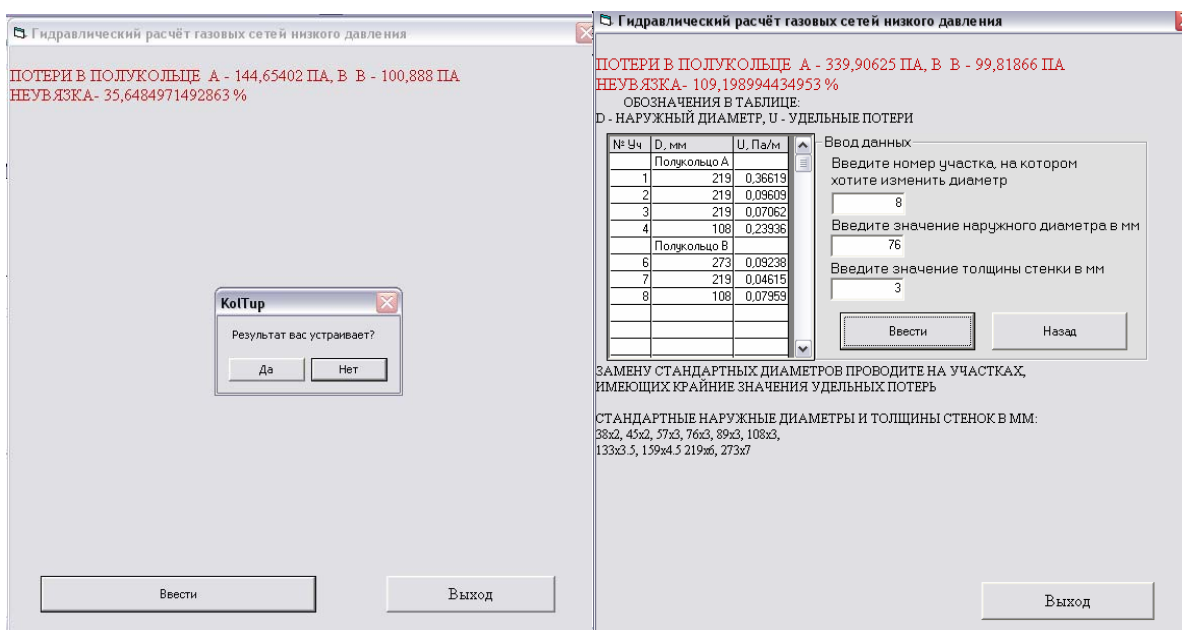 Гидравлический расчёт газовых сетей низкого давления
ПОТЕРИ В ПОЛУКОЛЬЦЕ А - 144,65402 ПА, В В - 100,888 ПА
НЕУВЯЗКА- 35,6484971492863 %
KolTup
Результат вас устраивает?
Да Нет
Ввести Выход
Гидравлический расчёт газовых сетей низкого давления
ПОТЕРИ В ПОЛУКОЛЬЦЕ А - 339,90625 ПА, В В - 99,81866 ПА
НЕУВЯЗКА- 109,198994434953 %
ОБОЗНАЧЕНИЯ В ТАБЛИЦЕ:
D - НАРУЖНЫЙ ДИАМЕТР, U - УДЕЛЬНЫЕ ПОТЕРИ
№ Уч D, мм U, Па/м
Полукольцо А
1 219 0,36619
2 219 0,09609
3 219 0,07062
4 108 0,23936
Полукольцо В
6 273 0,09238
7 219 0,04615
8 108 0,07959
Ввод данных
Введите номер участка, на котором
хотите изменить диаметр
8
Введите значение наружного диаметра в мм
76
Введите значение толщины стенки в мм
3
Ввести Назад
ЗАМЕНУ СТАНДАРТНЫХ ДИАМЕТРОВ ПРОВОДИТЕ НА УЧАСТКАХ,
ИМЕЮЩИХ КРАЙНИЕ ЗНАЧЕНИЯ УДЕЛЬНЫХ ПОТЕРЬ
СТАНДАРТНЫЕ НАРУЖНЫЕ ДИАМЕТРЫ И ТОЛЩИНЫ СТЕНОК В ММ:
38x2, 45x2, 57x3, 76x3, 89x3, 108x3,
133x3.5, 159x4.5 219x6, 273x7
Выход